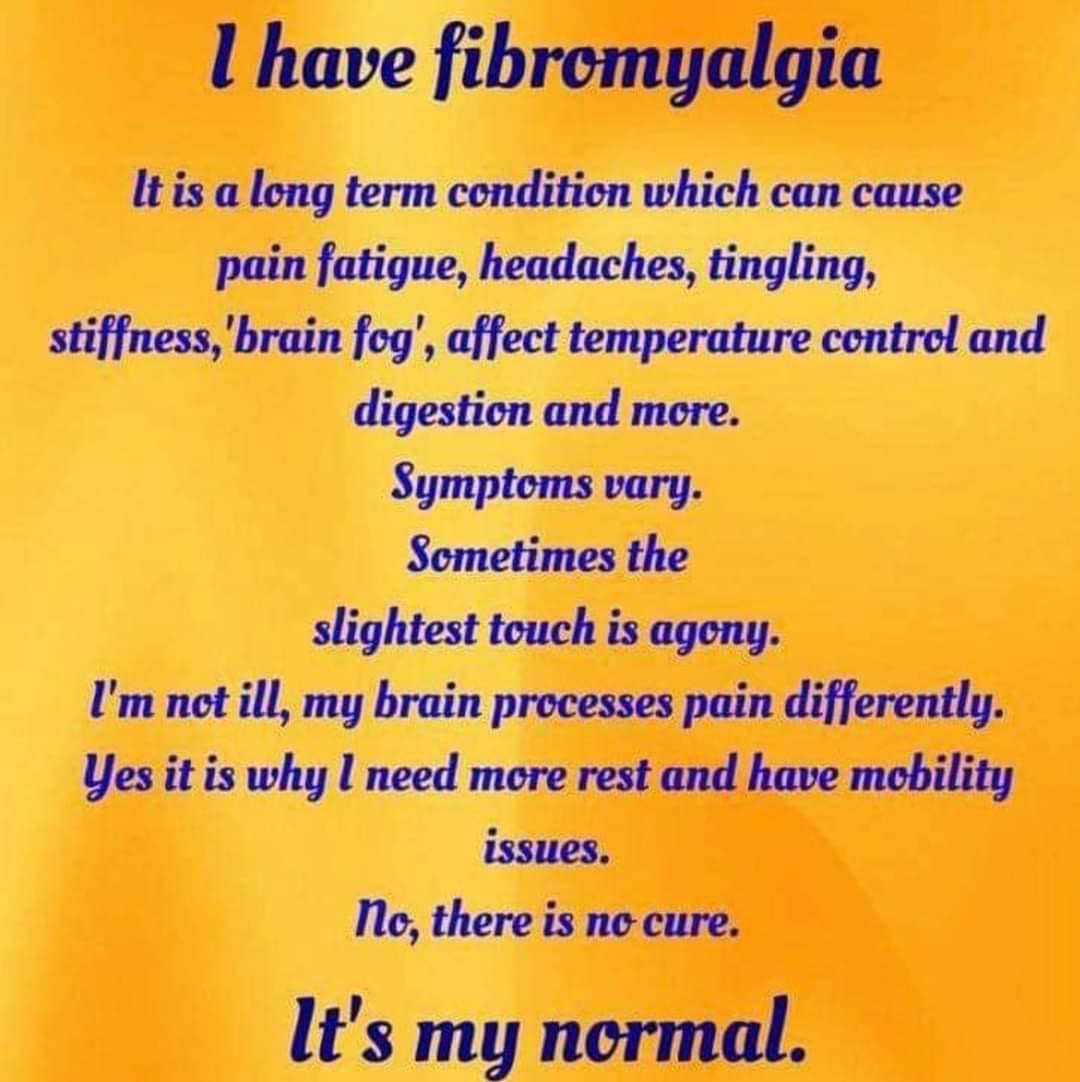 I have fibromyalgia
It is a long term condition which can cause
pain fatigue, headaches, tingling,
stiffness,'brain fog', affect temperature control and
digestion and more.
Symptoms vary.
Sometimes the
slightest touch is agony.
I'm not ill, my brain processes pain differently.
Yes it is why I need more rest and have mobility
issues.
No, there is no cure.
It's my normal.